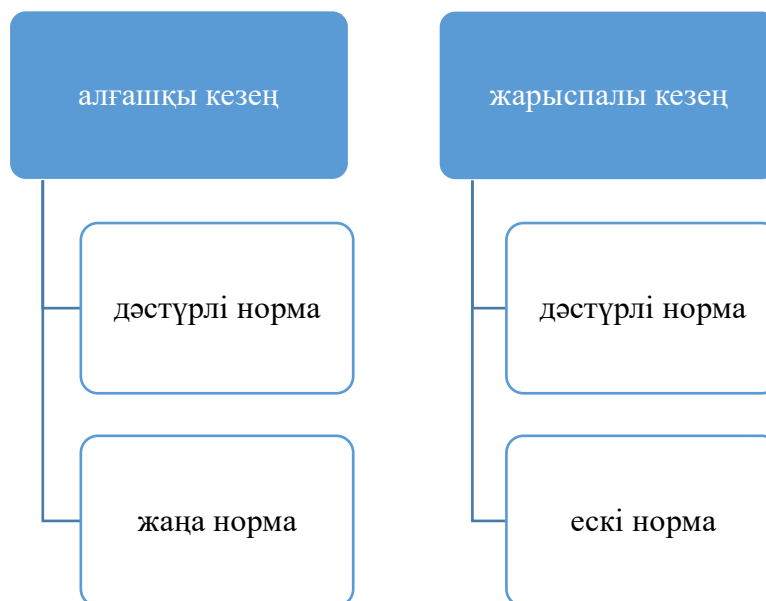 алғашқы кезең
дәстүрлі норма
жаңа норма
жарыспалы кезең
дәстүрлі норма
ескі норма